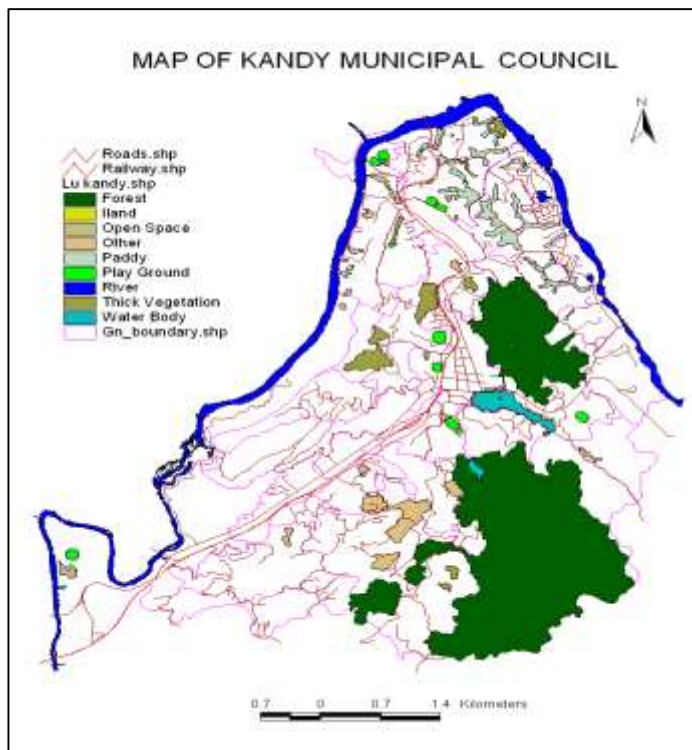 MAP OF KANDY MUNICIPAL COUNCIL
N
Roads.shp
Railway.shp
Lu kandy.shp
Forest
Iland
Open Space
Other
Paddy
Play Ground
River
Thick Vegetation
Water Body
Gn_boundary.shp
0.7 0 0.7 1.4 Kilometers